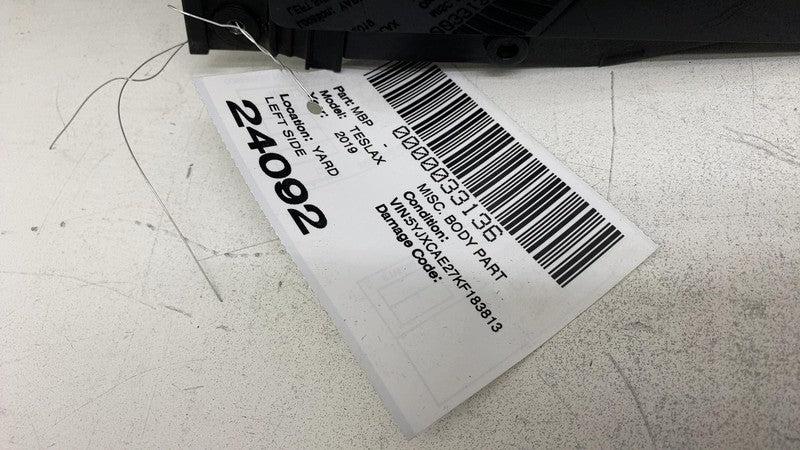 0000033136
Part: MBP - MISC. BODY PART
Model: TESLAX Condition:
Year: 2019 VIN:5YJXCAE27KF183813
Location: YARD Damage Code:
LEFT SIDE
24092